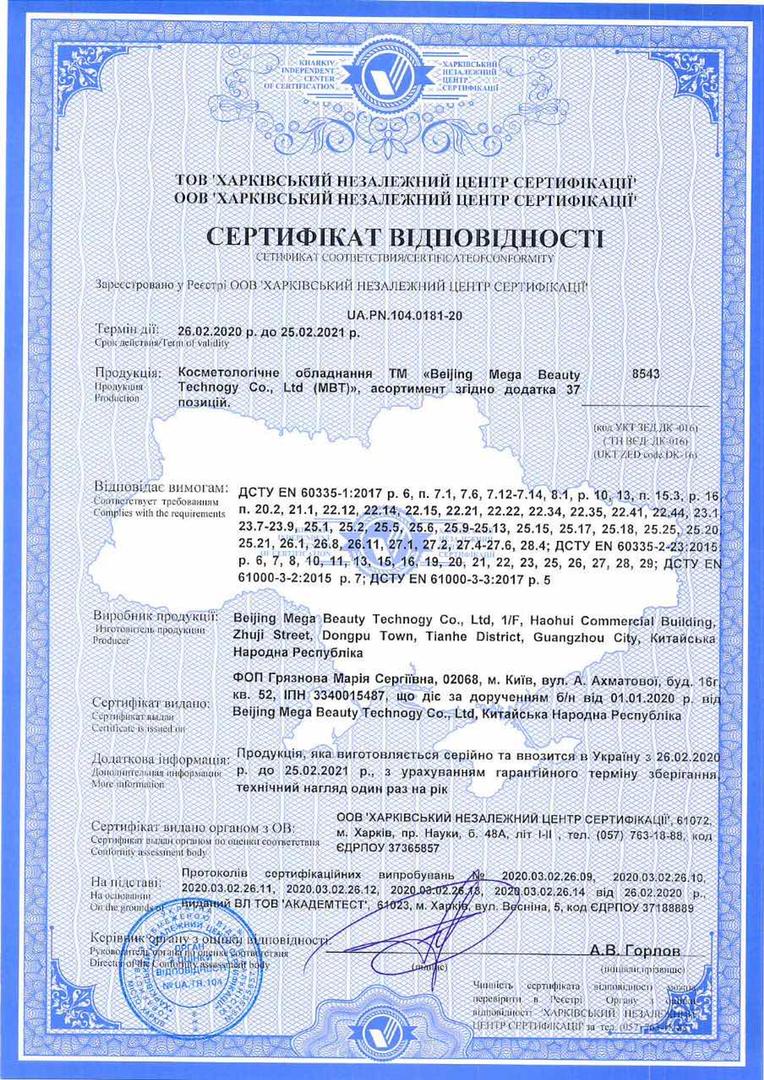 KHARKIV
INDEPENDENT
CENTER
OF CERTIFICATION
ХАРКІВСЬКИЙ
НЕЗАЛЕЖНИЙ
ЦЕНТР
СЕРТИФІКАЦІЇ
ТОВ 'ХАРКІВСЬКИЙ НЕЗАЛЕЖНИЙ ЦЕНТР СЕРТИФІКАЦІЇ'
ООВ 'ХАРКІВСЬКИЙ НЕЗАЛЕЖНИЙ ЦЕНТР СЕРТИФІКАЦІЇ'
СЕРТИФІКАТ ВІДПОВІДНОСТІ
СЕТИФИКАТ СООТВЕТСТВИЯ/CERTIFICATEOFCONFORMITY
Зареєстровано у Реєстрі ООВ 'ХАРКІВСЬКИЙ НЕЗАЛЕЖНИЙ ЦЕНТР СЕРТИФІКАЦІЇ'
UA.PN.104.0181-20
Термін дії: 26.02.2020 р. до 25.02.2021 р.
Срок действия/Term of validity
Продукція:
Продукция
Production
Косметологічне обладнання ТМ «Beijing Mega Beauty
Technogy Co., Ltd (MBT)», асортимент згідно додатка 37
позицій.
8543
(код УКТ ЗЕД ДК -016)
(ТН ВЕД: ДК-016)
(UKT ZED code.DK-16)
Відповідає вимогам:
Соответствует требованиям
Complies with the requirements
ДСТУ EN 60335-1:2017 р. 6, п. 7.1, 7.6, 7.12-7.14, 8.1, р. 10, 13, п. 15.3, р. 16
п. 20.2, 21.1, 22.12, 22.14, 22.15, 22.21, 22.22, 22.34, 22.35, 22.41, 22.44, 23.1
23.7-23.9, 25.1, 25.2, 25.5, 25.6, 25.9-25.13, 25.15, 25.17, 25.18, 25.25, 25.20
25.21, 26.1, 26.8, 26.11, 27.1, 27.2, 27.4-27.6, 28.4; ДСТУ EN 60335-2-23:2015:
р. 6, 7, 8, 10, 11, 13, 15, 16, 19, 20, 21, 22, 23, 25, 26, 27, 28, 29; ДСТУ EN
61000-3-2:2015 р. 7; ДСТУ EN 61000-3-3:2017 р. 5
Виробник продукції:
Изготовитель продукции
Producer
Beijing Mega Beauty Technogy Co., Ltd, 1/F, Haohui Commercial Building,
Zhuji Street, Dongpu Town, Tianhe District, Guangzhou City, Китайська
Народна Республіка
Сертифікат видано:
Сертификат выдан
Certificate is issued on
ФОП Грязнова Марія Сергіївна, 02068, м. Київ, вул. А. Ахматової, буд. 16г,
кв. 52, ІПН 3340015487, що діє за дорученням б/н від 01.01.2020 р. від
Beijing Mega Beauty Technogy Co., Ltd, Китайська Народна Республіка
Додаткова інформація:
Дополнительная информация
More information
Продукція, яка виготовляється серійно та ввозится в Україну з 26.02.2020
р. до 25.02.2021 р., з урахуванням гарантійного терміну зберігання,
технічний нагляд один раз на рік
Сертифікат видано органом з ОВ:
Сертификат выдан органом по оценки соответствия
Conformity assessment body
ООВ 'ХАРКІВСЬКИЙ НЕЗАЛЕЖНИЙ ЦЕНТР СЕРТИФІКАЦІЇ', 61072,
м. Харків, пр. Науки, б. 48А, літ І-ІІ , тел. (057) 763-18-88, код
ЄДРПОУ 37365857
На підставі:
На основании
On the grounds of
Протоколів сертифікаційних випробувань № 2020.03.02.26.09, 2020.03.02.26.10,
2020.03.02.26.11, 2020.03.02.26.12, 2020.03.02.26.13, 2020.03.02.26.14 від 26.02.2020 р.,
виданий ВЛ ТОВ 'АКАДЕМТЕСТ', 61023, м. Харків, вул. Весніна, 5, код ЄДРПОУ 37188889
Керівник органу з оцінки відповідності:
Руководитель органа по оценке соответствия
Director of the Conformity assessment body
А.В. Горлов
(підпис)
(ініціали,прізвище)
ОРГАН
З ОЦІНКИ
ВІДПОВІДНОСТІ
№ UA.TR.104
Чинність сертифіката відповідності можна
перевірити в Реєстрі Органу з оцінки
відповідності ХАРКІВСЬКИЙ НЕЗАЛЕЖНИЙ
ЦЕНТР СЕРТИФІКАЦІЇ за тел.